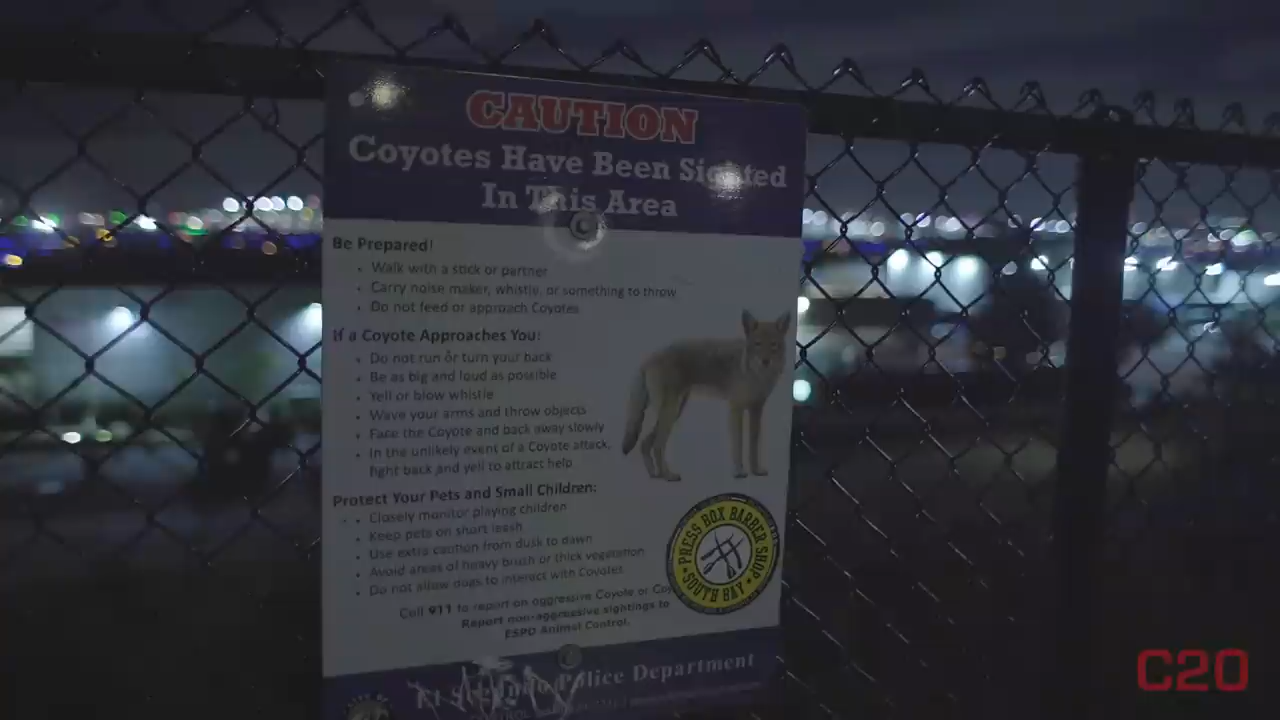 CAUTION
Coyotes Have Been Sighted
In This Area
Be Prepared!
• Walk with a stick or partner
• Carry noise maker, whistle, or something to throw
• Do not feed or approach Coyotes
If a Coyote Approaches You:
• Do not run or turn your back
• Be as big and loud as possible
• Yell or blow whistle
• Wave your arms and throw objects
• Face the Coyote and back away slowly
• In the unlikely event of a Coyote attack,
fight back and yell to attract help
Protect Your Pets and Small Children:
• Closely monitor playing children
• Keep pets on short leash
• Use extra caution from dusk to dawn
• Avoid areas of heavy brush or thick vegetation
• Do not allow dogs to interact with Coyotes
Call 911 to report on aggressive Coyote or Coy
Report non-aggressive sightings to
ESPD Animal Control.
PRESS BOX BARBER SHOP
SOUTH BAY
El Segundo Police Department
C20